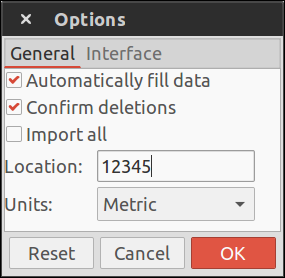 Options
General Interface
Automatically fill data
Confirm deletions
Import all
Location: 12345
Units: Metric
Reset Cancel OK